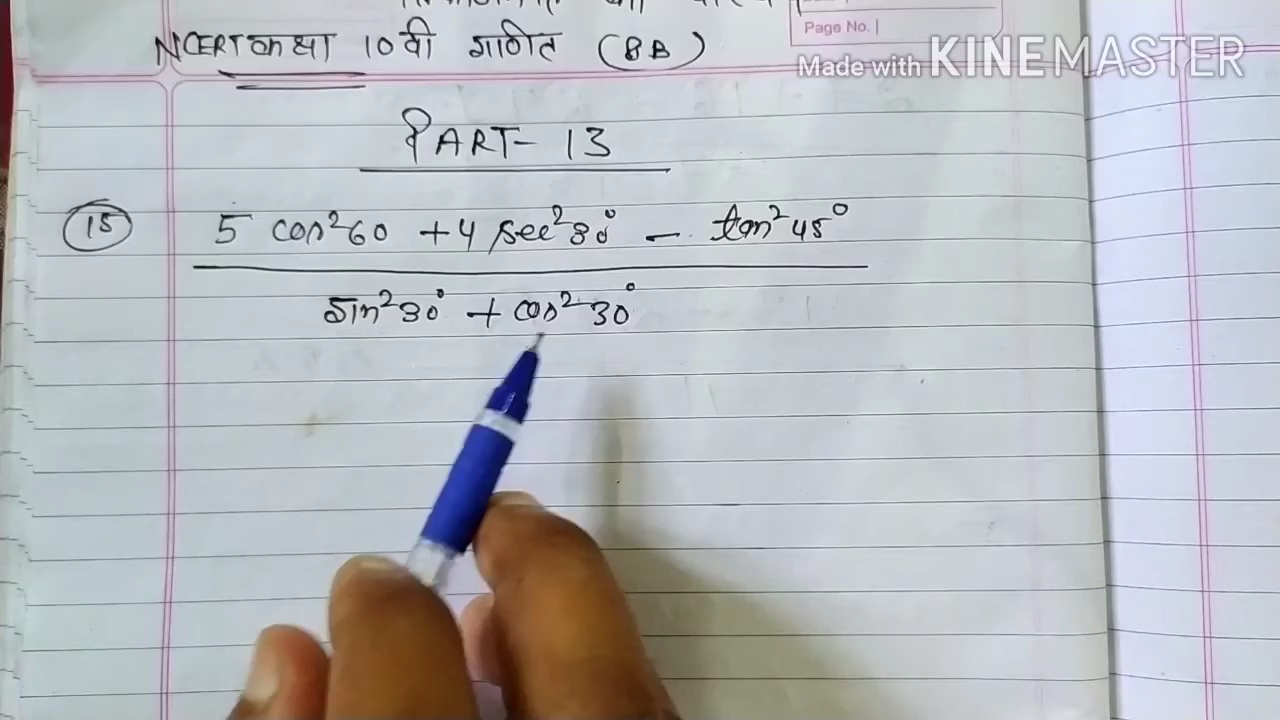 Page No.
NCERT कक्षा 10 वी गणित (8B)
Made with KINEMASTER
PART- 13
15 5 cos²60 + 4 sec²30° - tan²45°
sin²30° + cos²30°